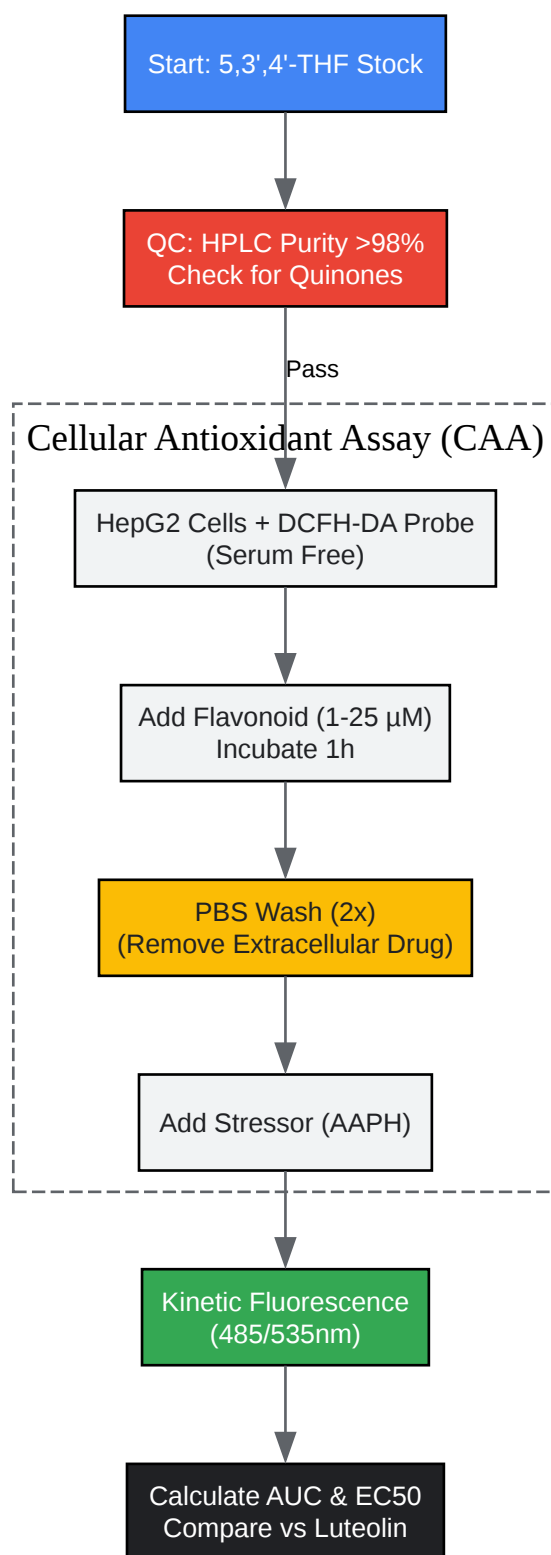 Start: 5,3',4'-THF Stock
QC: HPLC Purity >98%
Check for Quinones
Pass
Cellular Antioxidant Assay (CAA)
HepG2 Cells + DCFH-DA Probe
(Serum Free)
Add Flavonoid (1-25 µM)
Incubate 1h
PBS Wash (2x)
(Remove Extracellular Drug)
Add Stressor (AAPH)
Kinetic Fluorescence
(485/535nm)
Calculate AUC & EC50
Compare vs Luteolin